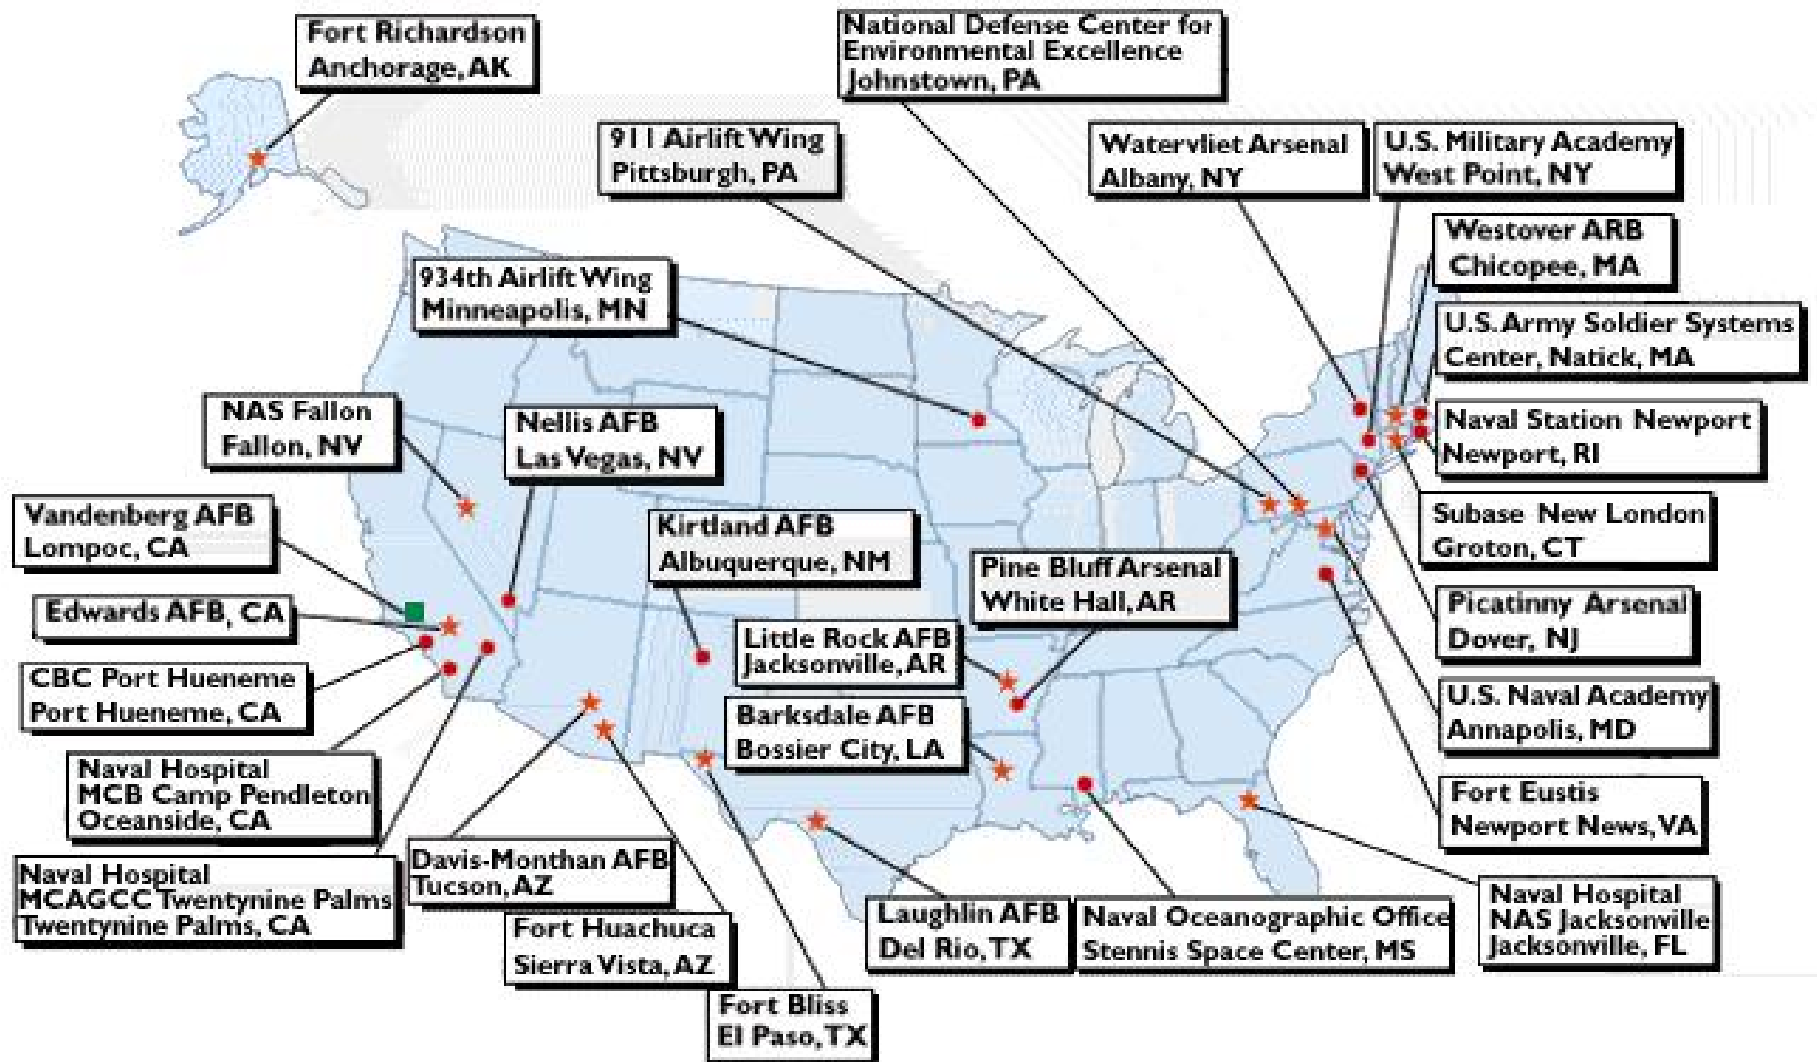 Fort Richardson
Anchorage, AK
National Defense Center for
Environmental Excellence
Johnstown, PA
911 Airlift Wing
Pittsburgh, PA
Watervliet Arsenal
Albany, NY
U.S. Military Academy
West Point, NY
Westover ARB
Chicopee, MA
934th Airlift Wing
Minneapolis, MN
U.S. Army Soldier Systems
Center, Natick, MA
NAS Fallon
Fallon, NV
Nellis AFB
Las Vegas, NV
Naval Station Newport
Newport, RI
Vandenberg AFB
Lompoc, CA
Kirtland AFB
Albuquerque, NM
Subase New London
Groton, CT
Pine Bluff Arsenal
White Hall, AR
Edwards AFB, CA
Picatinny Arsenal
Dover, NJ
Little Rock AFB
Jacksonville, AR
CBC Port Hueneme
Port Hueneme, CA
U.S. Naval Academy
Annapolis, MD
Barksdale AFB
Bossier City, LA
Naval Hospital
MCB Camp Pendleton
Oceanside, CA
Fort Eustis
Newport News, VA
Naval Hospital
MCAGCC Twentynine Palms
Twentynine Palms, CA
Davis-Monthan AFB
Tucson, AZ
Fort Huachuca
Sierra Vista, AZ
Laughlin AFB
Del Rio, TX
Naval Oceanographic Office
Stennis Space Center, MS
Naval Hospital
NAS Jacksonville
Jacksonville, FL
Fort Bliss
El Paso, TX